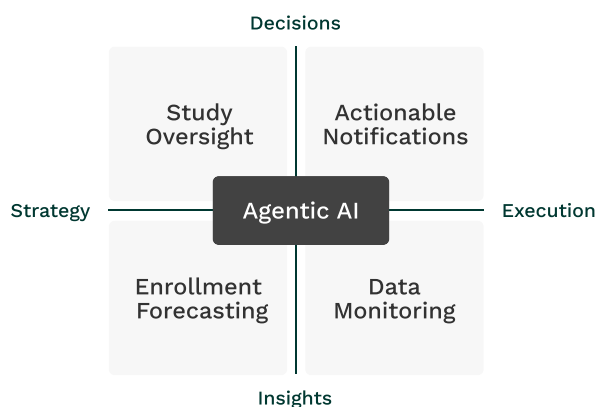 Decisions
Study
Oversight
Actionable
Notifications
Strategy
Agentic AI
Execution
Enrollment
Forecasting
Data
Monitoring
Insights